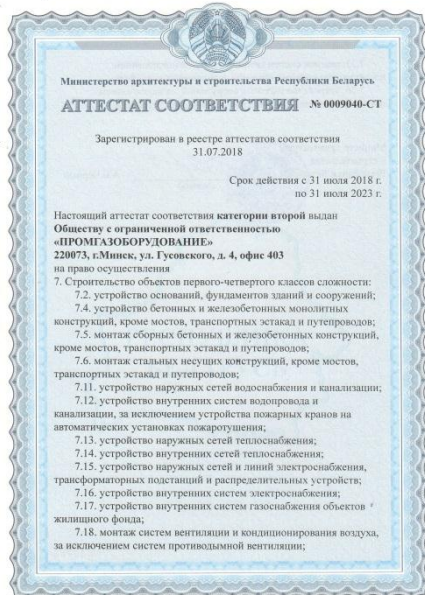 Министерство архитектуры и строительства Республики Беларусь
АТТЕСТАТ СООТВЕТСТВИЯ № 0009040-СТ
Зарегистрирован в реестре аттестатов соответствия
31.07.2018
Срок действия с 31 июля 2018 г.
по 31 июля 2023 г.
Настоящий аттестат соответствия категории второй выдан
Обществу с ограниченной ответственностью
«ПРОМГАЗОБОРУДОВАНИЕ»
220073, г.Минск, ул. Гусовского, д. 4, офис 403
на право осуществления
7. Строительство объектов первого-четвертого классов сложности:
7.2. устройство оснований, фундаментов зданий и сооружений;
7.4. устройство бетонных и железобетонных монолитных
конструкций, кроме мостов, транспортных эстакад и путепроводов;
7.5. монтаж сборных бетонных и железобетонных конструкций,
кроме мостов, транспортных эстакад и путепроводов;
7.6. монтаж стальных несущих конструкций, кроме мостов,
транспортных эстакад и путепроводов;
7.11. устройство наружных сетей водоснабжения и канализации;
7.12. устройство внутренних систем водопровода и
канализации, за исключением устройства пожарных кранов на
автоматических установках пожаротушения;
7.13. устройство наружных сетей теплоснабжения;
7.14. устройство внутренних сетей теплоснабжения;
7.15. устройство наружных сетей и линий электроснабжения,
трансформаторных подстанций и распределительных устройств;
7.16. устройство внутренних систем электроснабжения;
7.17. устройство внутренних систем газоснабжения объектов
жилищного фонда;
7.18. монтаж систем вентиляции и кондиционирования воздуха,
за исключением систем противодымной вентиляции;